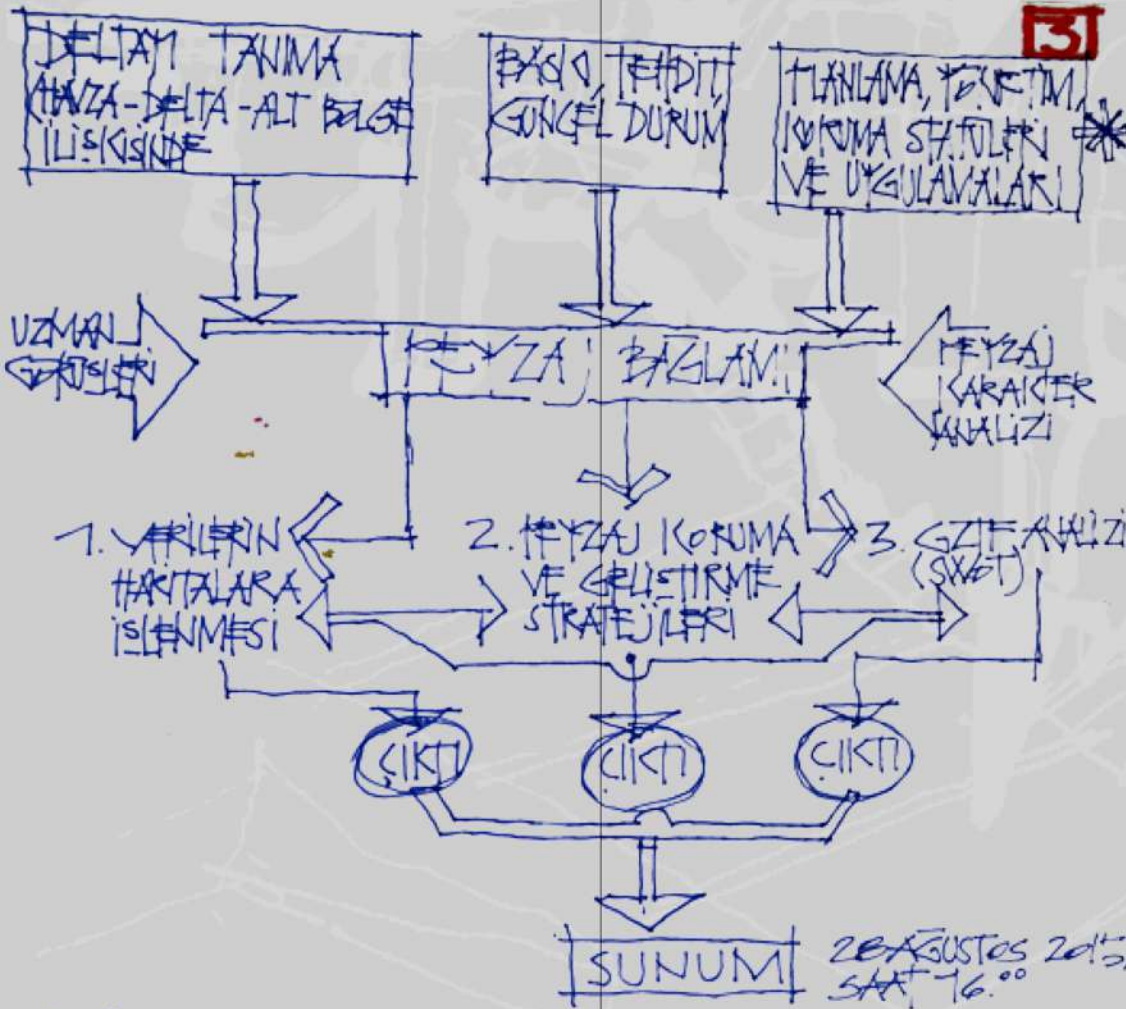 3
DELTAYI TANIMA
(HAVZA-DELTA-ALT BÖLGE
İLİŞKİSİNDE
BASKI, TEHDİT,
GÜNCEL DURUM
PLANLAMA, YÖNETİM,
KORUMA STATÜLERİ *
VE UYGULAMALARI
UZMAN
GÖRÜŞLERİ
PEYZAJ BAĞLAMI
PEYZAJ
KARAKTER
ANALİZİ
1. VERİLERİN
HARİTALARA
İŞLENMESİ
2. PEYZAJ KORUMA
VE GELİŞTİRME
STRATEJİLERİ
3. GZTF ANALİZİ
(SWOT)
ÇIKTI
ÇIKTI
ÇIKTI
SUNUM
28 AĞUSTOS 2015,
SAAT 16.00